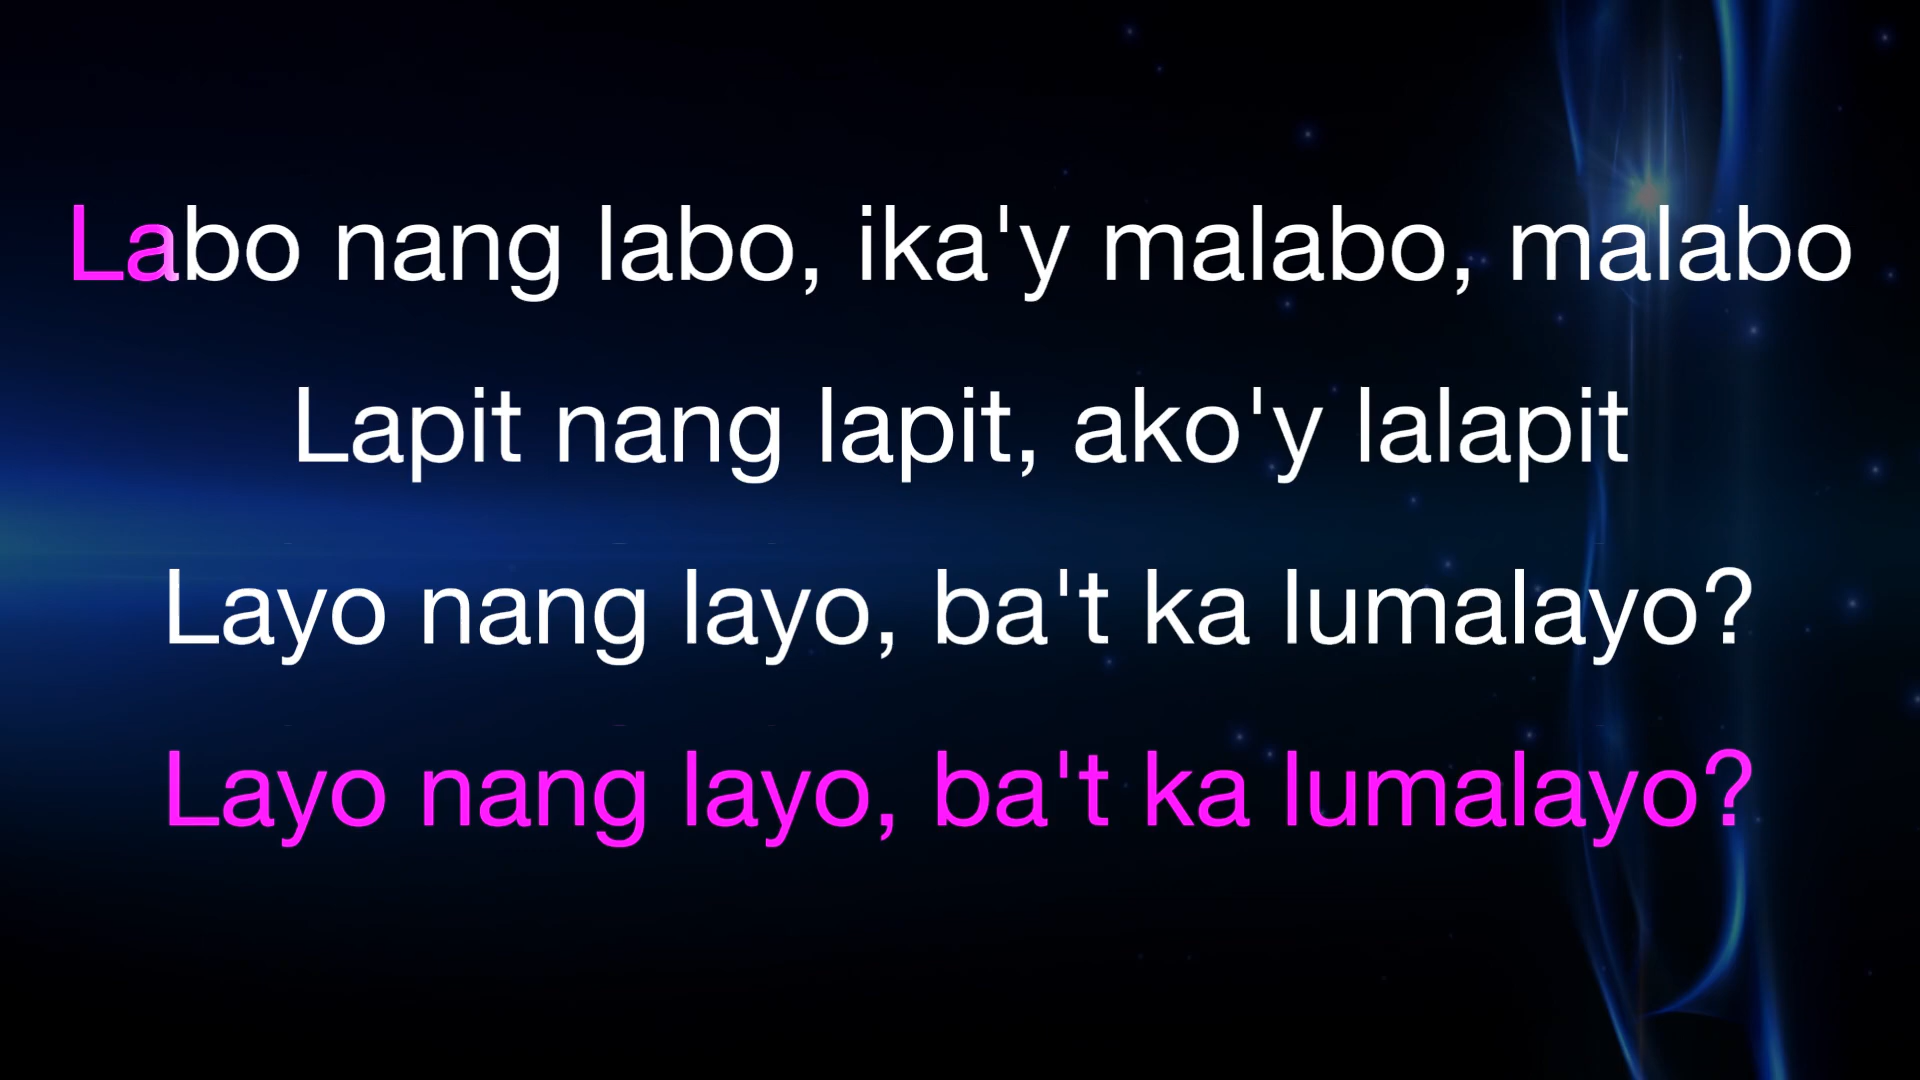 Labo nang labo, ika'y malabo, malabo
Lapit nang lapit, ako'y lalapit
Layo nang layo, ba't ka lumalayo?
Layo nang layo, ba't ka lumalayo?